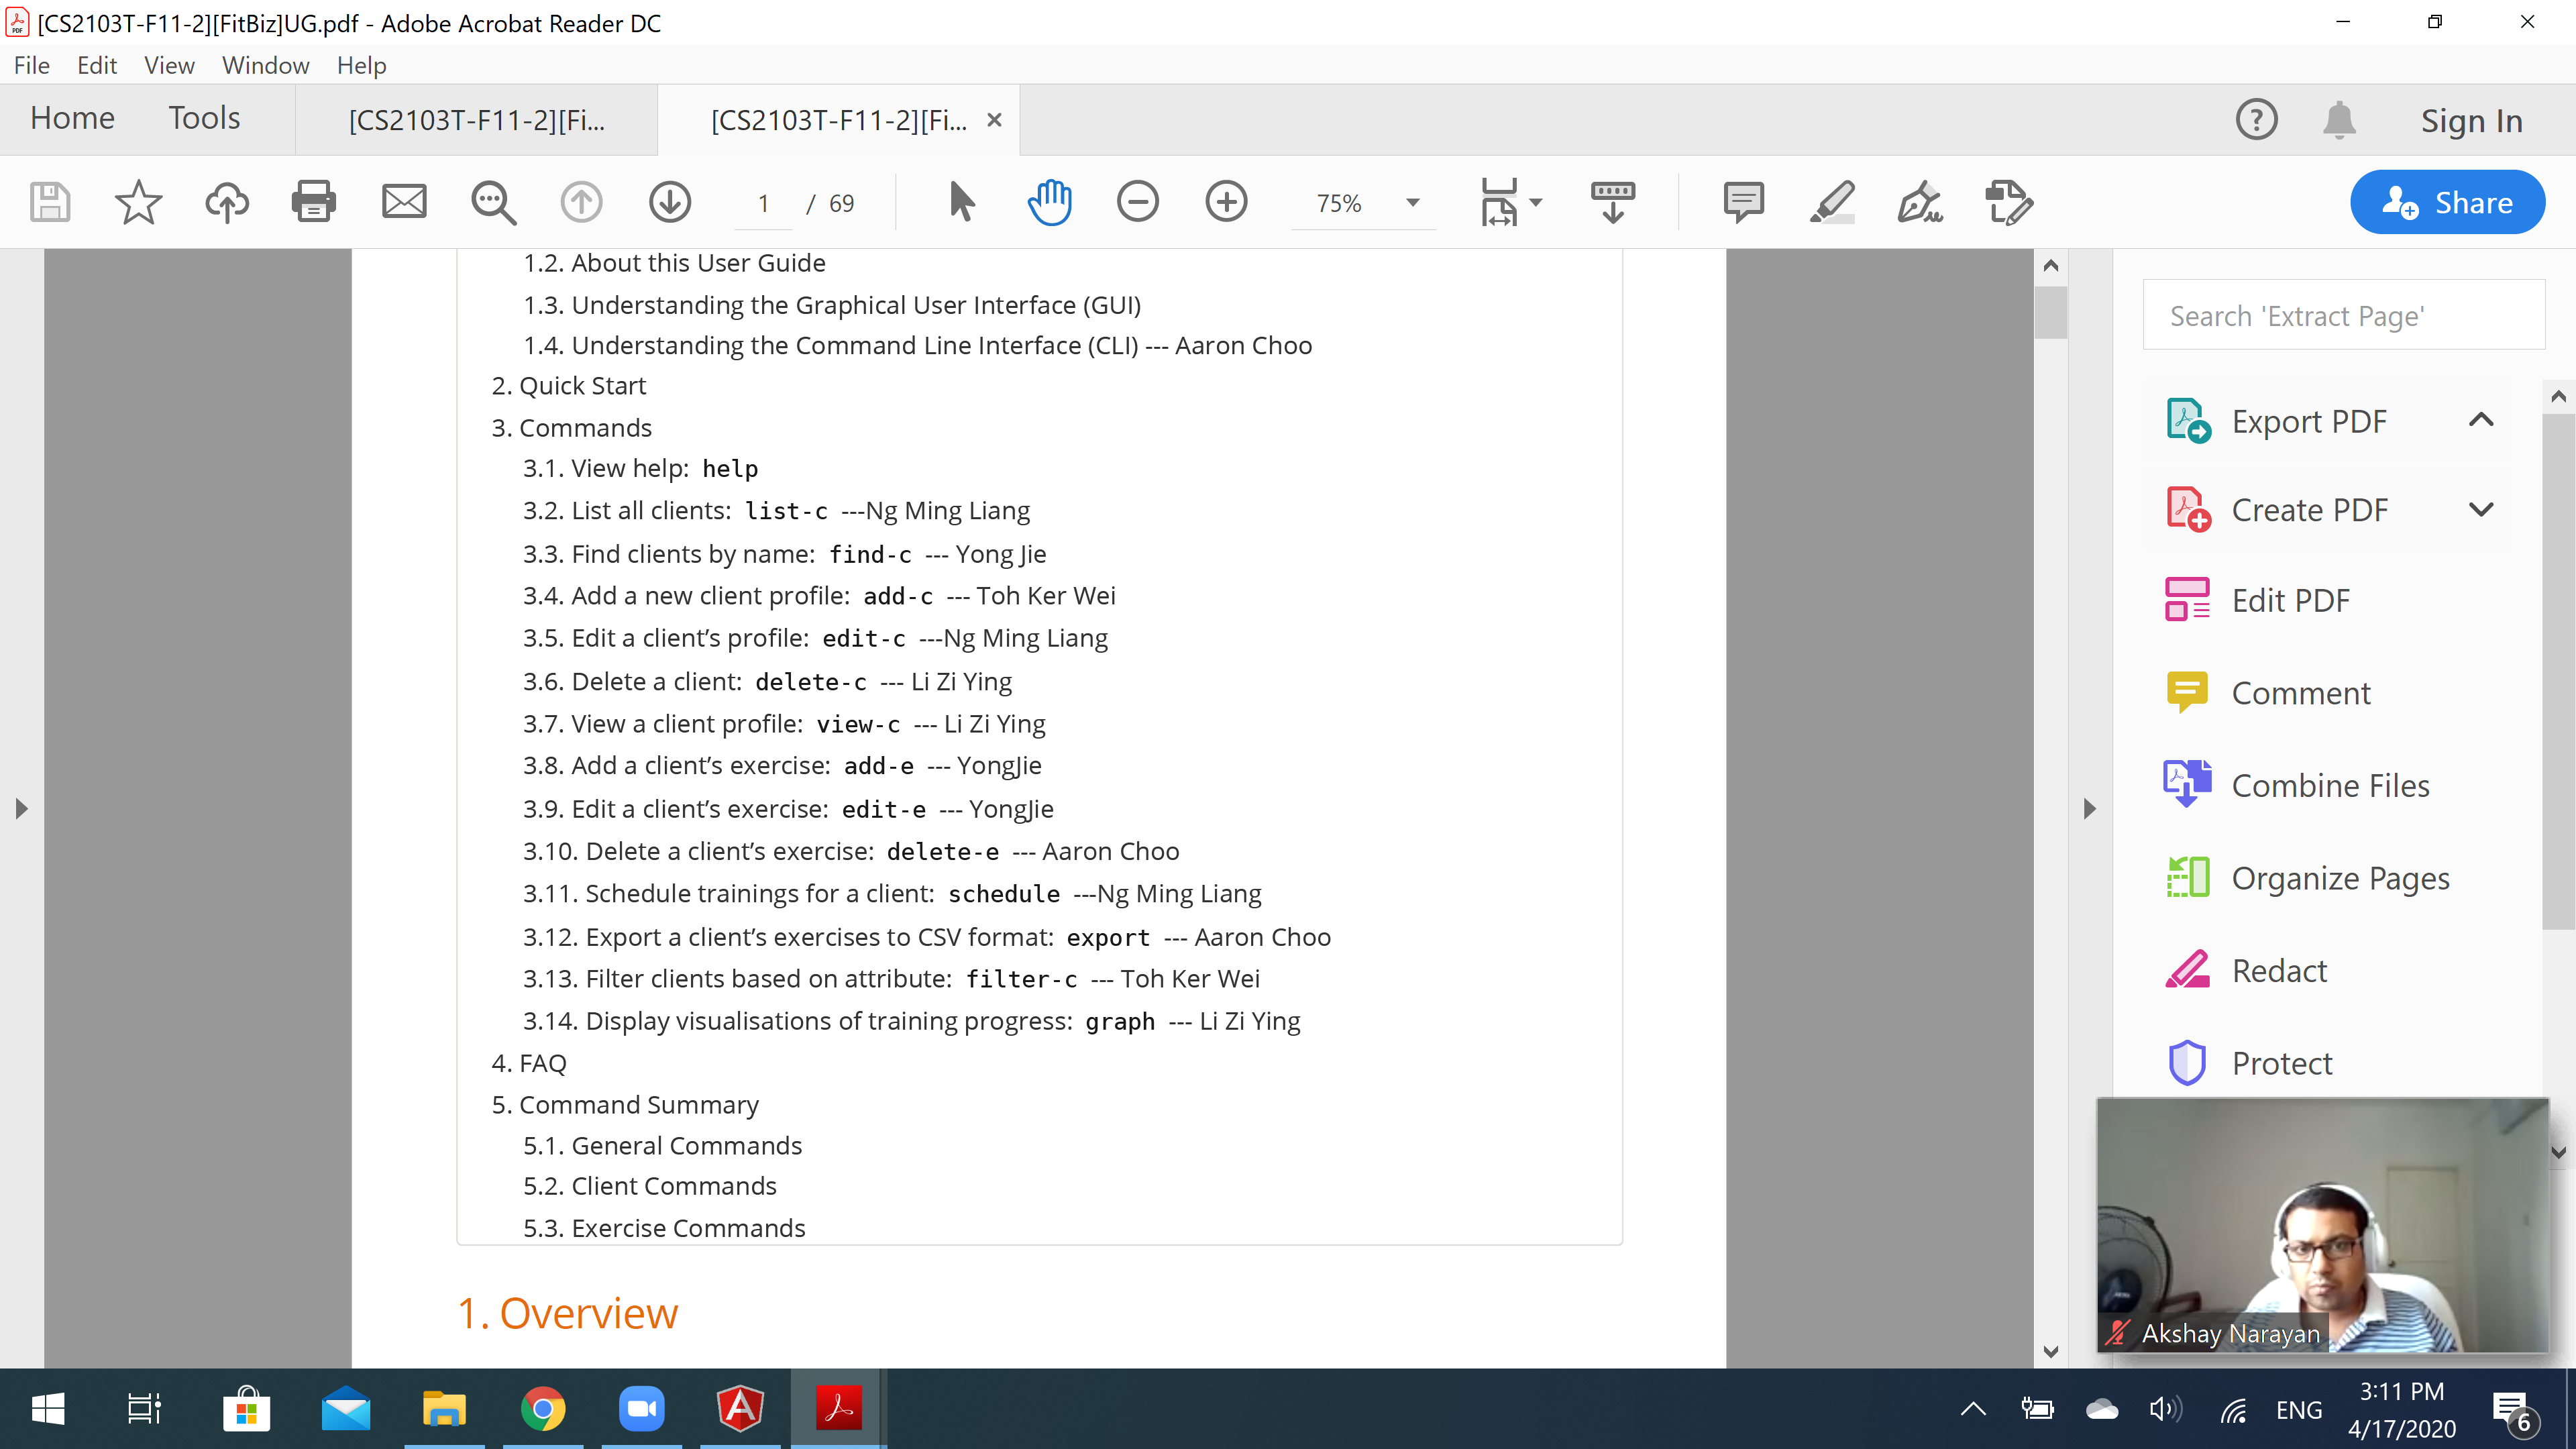 [CS2103T-F11-2][FitBiz]UG.pdf - Adobe Acrobat Reader DC
File Edit View Window Help
Home Tools [CS2103T-F11-2][Fi... [CS2103T-F11-2][Fi... Sign In
1 / 69 75% Share
1.2. About this User Guide
1.3. Understanding the Graphical User Interface (GUI)
1.4. Understanding the Command Line Interface (CLI) --- Aaron Choo
2. Quick Start
3. Commands
3.1. View help: help
3.2. List all clients: list-c ---Ng Ming Liang
3.3. Find clients by name: find-c --- Yong Jie
3.4. Add a new client profile: add-c --- Toh Ker Wei
3.5. Edit a client’s profile: edit-c ---Ng Ming Liang
3.6. Delete a client: delete-c --- Li Zi Ying
3.7. View a client profile: view-c --- Li Zi Ying
3.8. Add a client’s exercise: add-e --- YongJie
3.9. Edit a client’s exercise: edit-e --- YongJie
3.10. Delete a client’s exercise: delete-e --- Aaron Choo
3.11. Schedule trainings for a client: schedule ---Ng Ming Liang
3.12. Export a client’s exercises to CSV format: export --- Aaron Choo
3.13. Filter clients based on attribute: filter-c --- Toh Ker Wei
3.14. Display visualisations of training progress: graph --- Li Zi Ying
4. FAQ
5. Command Summary
5.1. General Commands
5.2. Client Commands
5.3. Exercise Commands
1. Overview
Search 'Extract Page'
Export PDF
Create PDF
Edit PDF
Comment
Combine Files
Organize Pages
Redact
Protect
Akshay Narayan
ENG
3:11 PM
4/17/2020
6